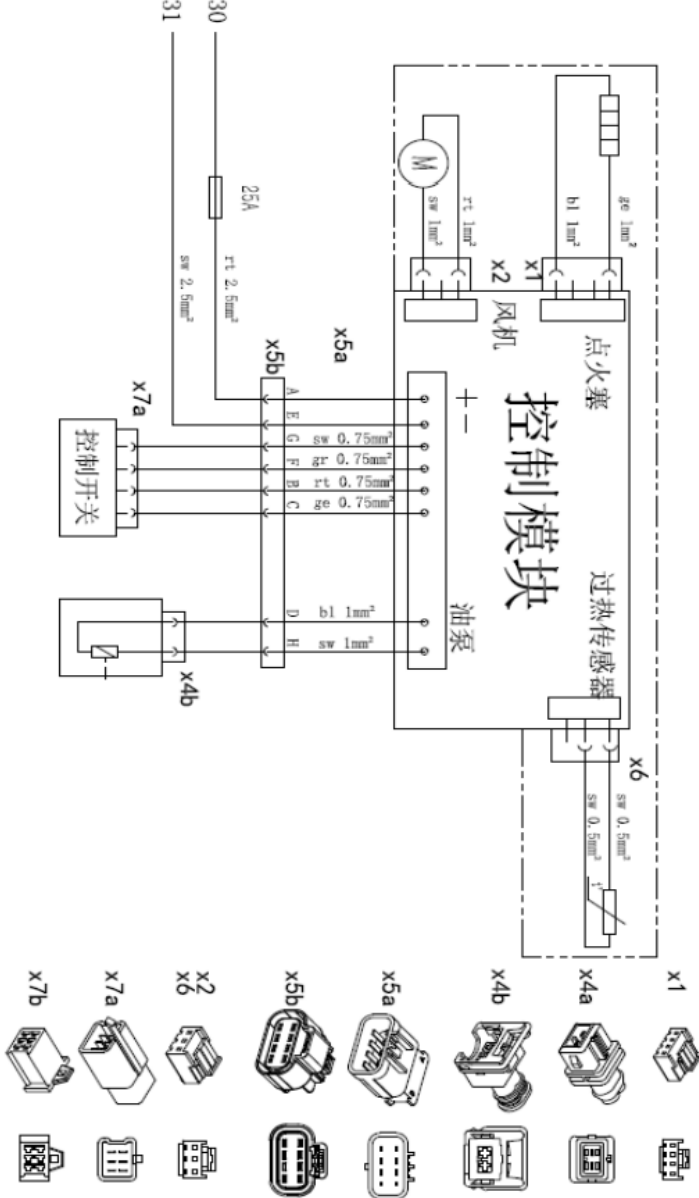 31
30
25A
rt 2.5mm²
sw 2.5mm²
M
rt 1mm²
sw 1mm²
bl 1mm²
ge 1mm²
x1
x2
风机
点火塞
控制模块
+
−
x5a
x5b
x7a
控制开关
A
E
G
F
B
C
D
H
sw 0.75mm²
gr 0.75mm²
rt 0.75mm²
ge 0.75mm²
bl 1mm²
sw 1mm²
油泵
过热传感器
x4b
x6
sw 0.5mm²
sw 0.5mm²
t°
x1
x4a
x4b
x5a
x5b
x2
x6
x7a
x7b